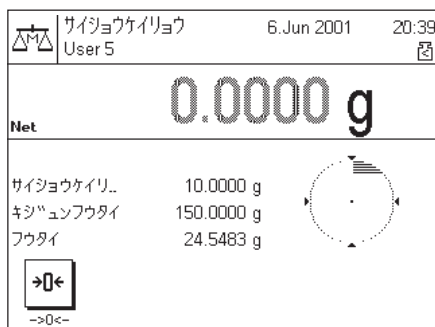 サイショウケイリョウ 6.Jun 2001 20:39
User 5
0.0000 g
Net
サイショウケイリ.. 10.0000 g
キジュンフウタイ 150.0000 g
フウタイ 24.5483 g
→0←
–>0<–